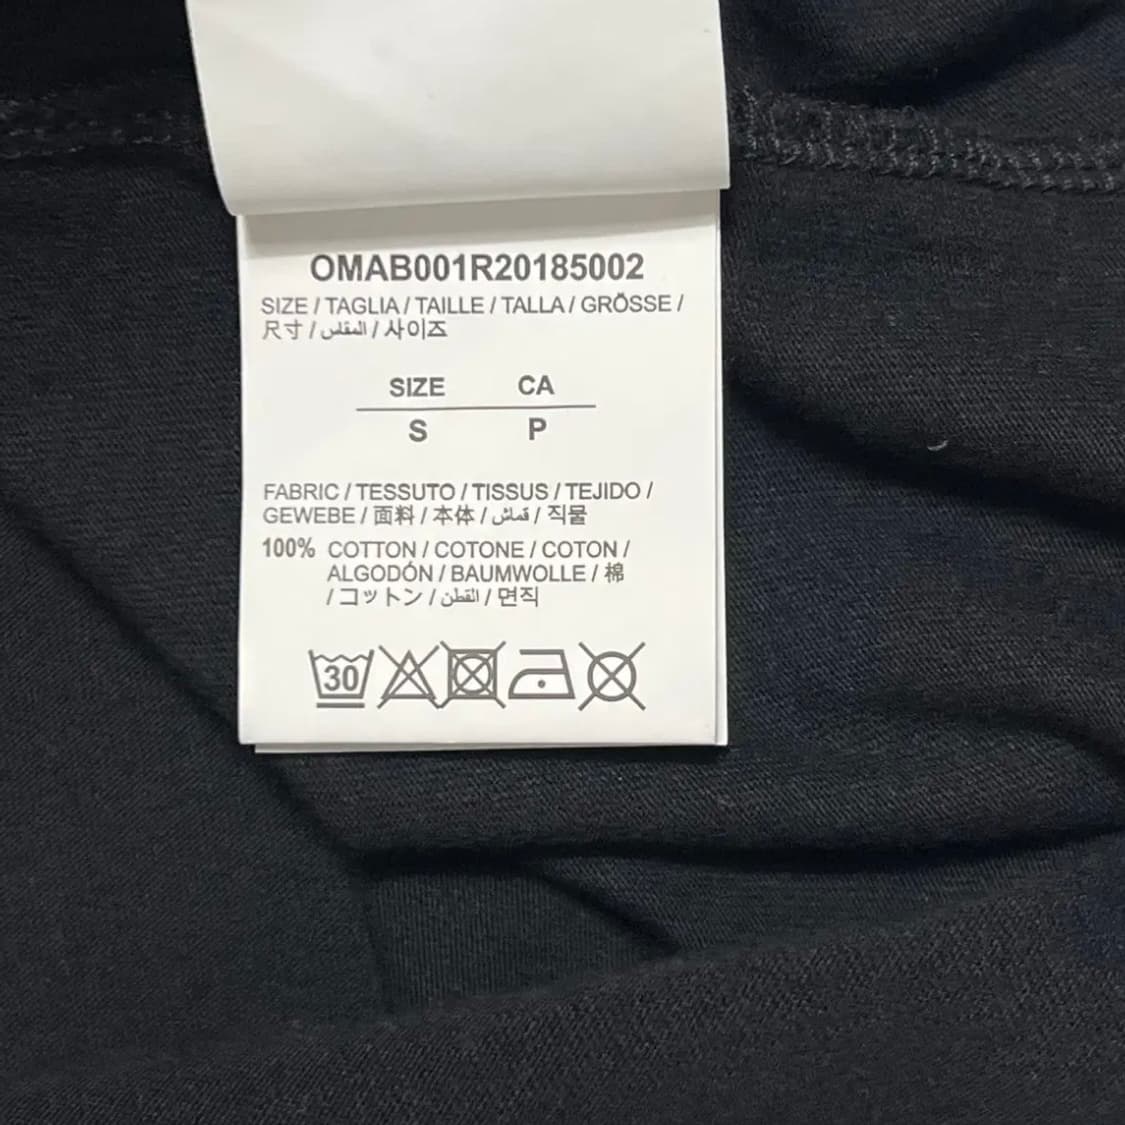 OMAB001R20185002
SIZE / TAGLIA / TAILLE / TALLA / GRÖSSE /
尺寸 / المقاس / 사이즈
SIZE CA
S P
FABRIC / TESSUTO / TISSUS / TEJIDO /
GEWEBE / 面料 / 本体 / قماش / 직물
100% COTTON / COTONE / COTON /
ALGODÓN / BAUMWOLLE / 棉
/ コットン / القطن / 면직
30